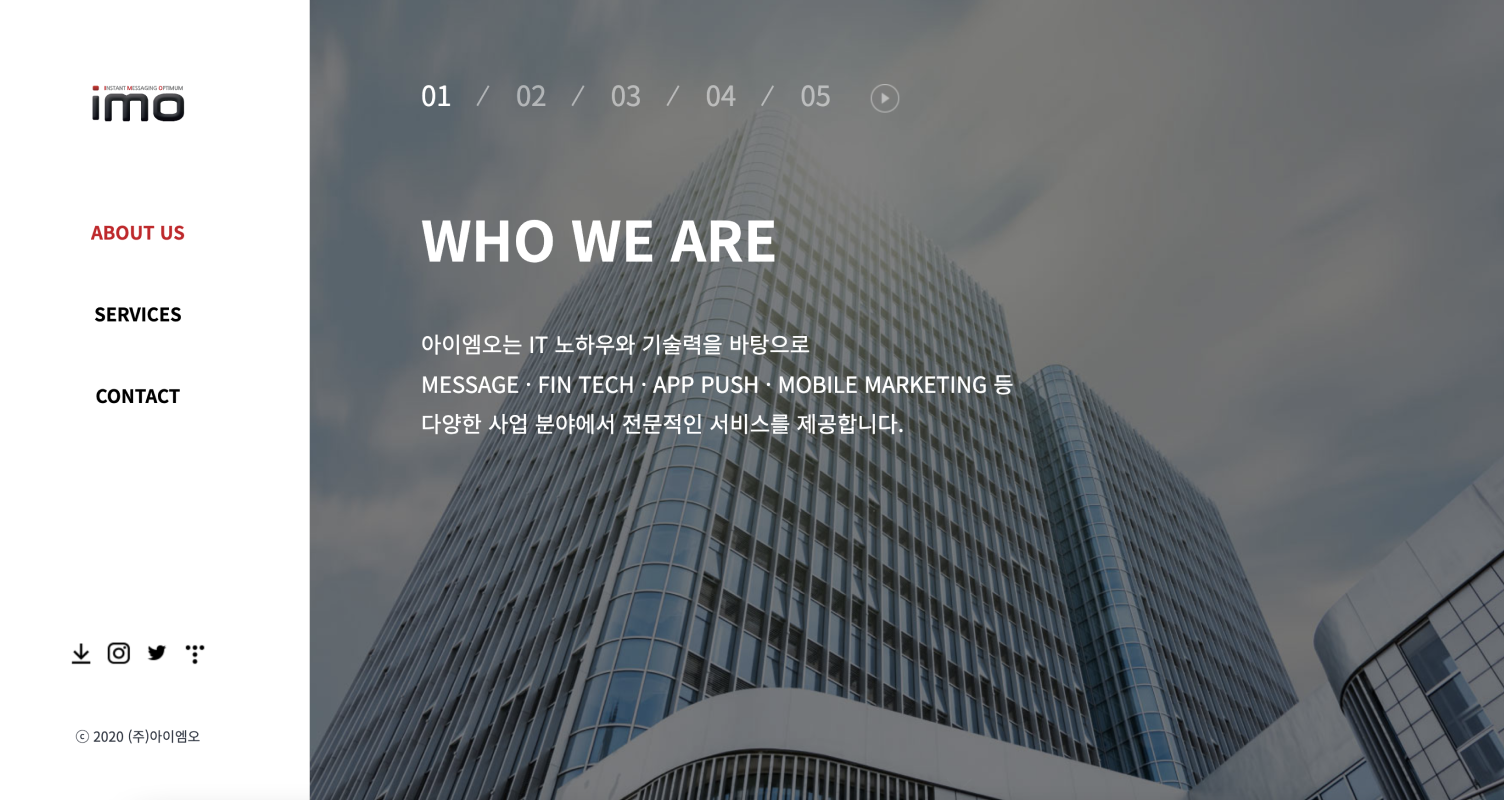 INSTANT MESSAGING OPTIMUM
imo
ABOUT US
SERVICES
CONTACT
ⓒ 2020 (주)아이엠오
01 / 02 / 03 / 04 / 05
WHO WE ARE
아이엠오는 IT 노하우와 기술력을 바탕으로
MESSAGE · FIN TECH · APP PUSH · MOBILE MARKETING 등
다양한 사업 분야에서 전문적인 서비스를 제공합니다.